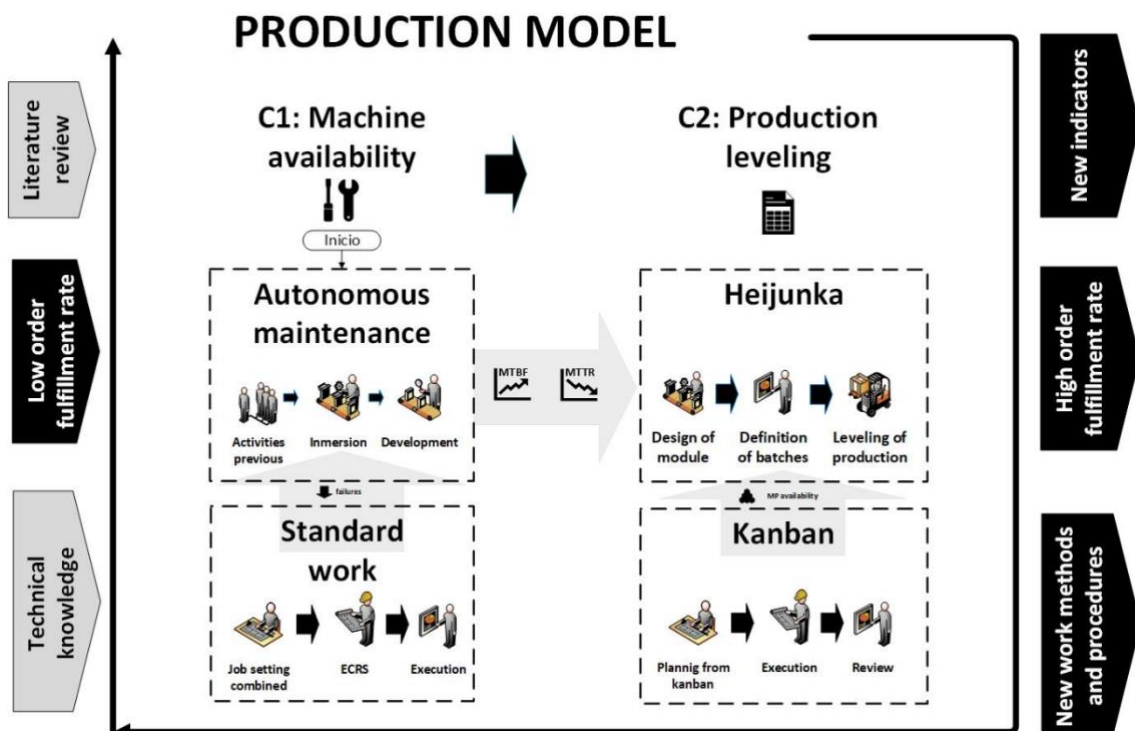 PRODUCTION MODEL
Literature
review
Low order
fulfillment rate
Technical
knowledge
C1: Machine
availability
Inicio
Autonomous
maintenance
Activities
previous
Inmersion
Development
failures
Standard
work
Job setting
combined
ECRS
Execution
MTBF
MTTR
C2: Production
leveling
Heijunka
Design of
module
Definition
of batches
Leveling of
production
MP availability
Kanban
Plannig from
kanban
Execution
Review
New indicators
High order
fulfillment rate
New work methods
and procedures